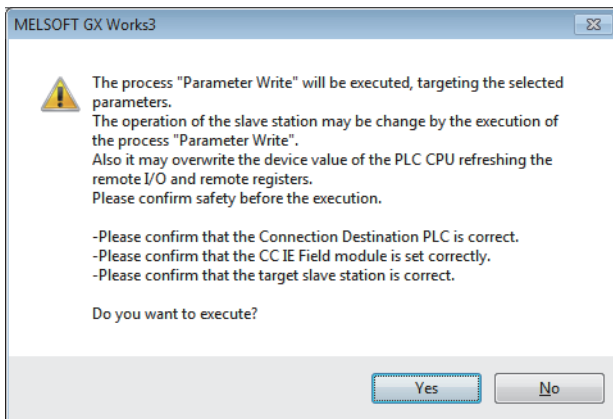 MELSOFT GX Works3
The process "Parameter Write" will be executed, targeting the selected
parameters.
The operation of the slave station may be change by the execution of
the process "Parameter Write".
Also it may overwrite the device value of the PLC CPU refreshing the
remote I/O and remote registers.
Please confirm safety before the execution.
-Please confirm that the Connection Destination PLC is correct.
-Please confirm that the CC IE Field module is set correctly.
-Please confirm that the target slave station is correct.
Do you want to execute?
Yes No